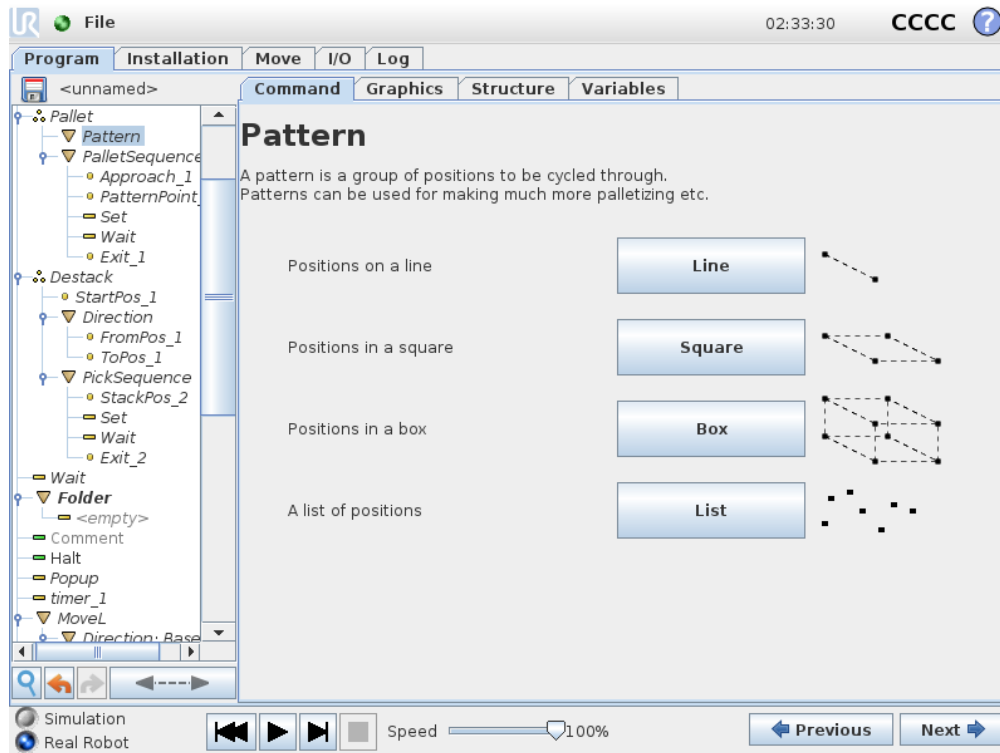 UR File 02:33:30 CCCC ?
Program Installation Move I/O Log
<unnamed> Command Graphics Structure Variables
Pallet
Pattern
PalletSequence
Approach_1
PatternPoint_
Set
Wait
Exit_1
Destack
StartPos_1
Direction
FromPos_1
ToPos_1
PickSequence
StackPos_2
Set
Wait
Exit_2
Wait
Folder
<empty>
Comment
Halt
Popup
timer_1
MoveL
Direction: Base
Pattern
A pattern is a group of positions to be cycled through.
Patterns can be used for making much more palletizing etc.
Positions on a line Line
Positions in a square Square
Positions in a box Box
A list of positions List
Simulation
Real Robot
Speed 100%
Previous Next